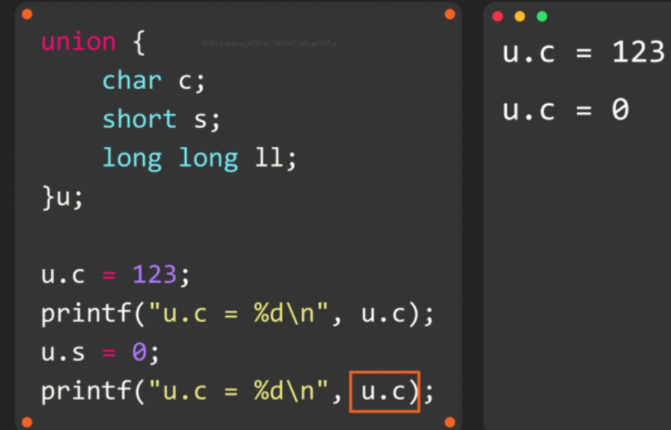 union {
    char c;
    short s;
    long long ll;
}u;
u.c = 123;
printf("u.c = %d\n", u.c);
u.s = 0;
printf("u.c = %d\n", u.c);
u.c = 123
u.c = 0